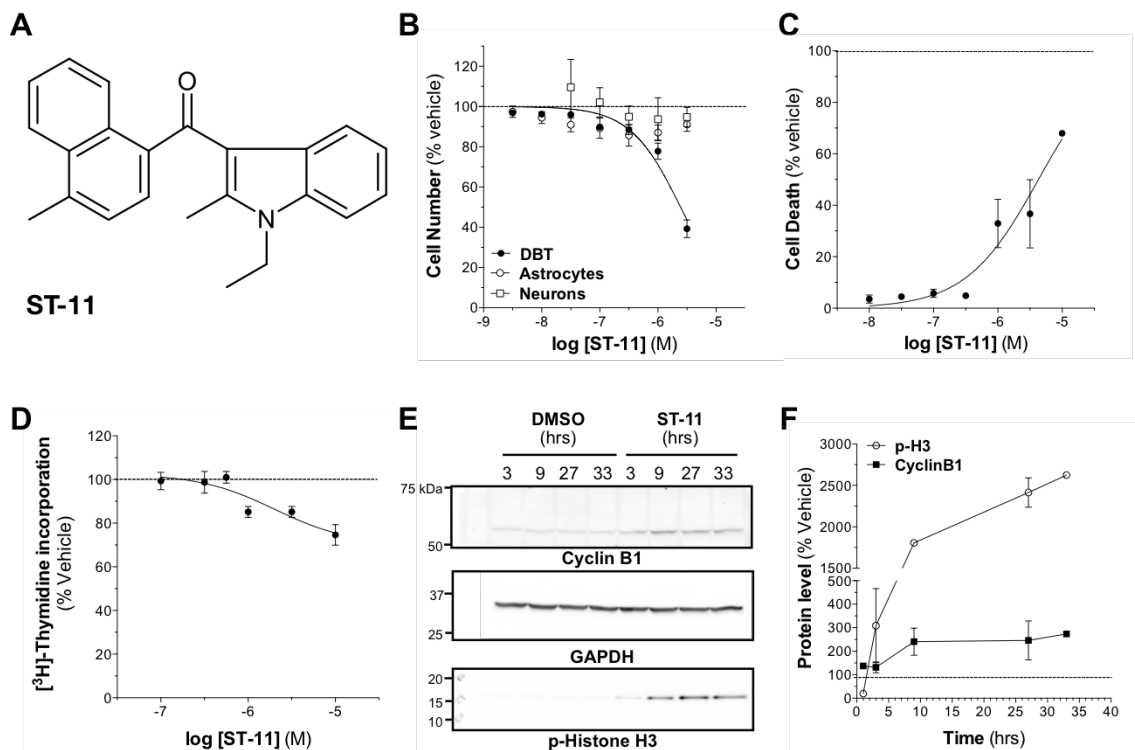 A
O
N
ST-11
B
Cell Number (% vehicle)
120
100
80
60
40
20
0
DBT
Astrocytes
Neurons
-9 -8 -7 -6 -5
log [ST-11] (M)
C
Cell Death (% vehicle)
100
80
60
40
20
0
-8 -7 -6 -5
log [ST-11] (M)
D
[³H]-Thymidine incorporation
(% Vehicle)
120
100
80
60
40
20
0
-7 -6 -5
log [ST-11] (M)
E
DMSO ST-11
(hrs) (hrs)
3 9 27 33 3 9 27 33
75 kDa
50
Cyclin B1
37
25
GAPDH
20
15
10
p-Histone H3
F
p-H3
CyclinB1
Protein level (% Vehicle)
3000
2500
2000
1500
500
400
300
200
100
0
0 5 10 15 20 25 30 35 40
Time (hrs)